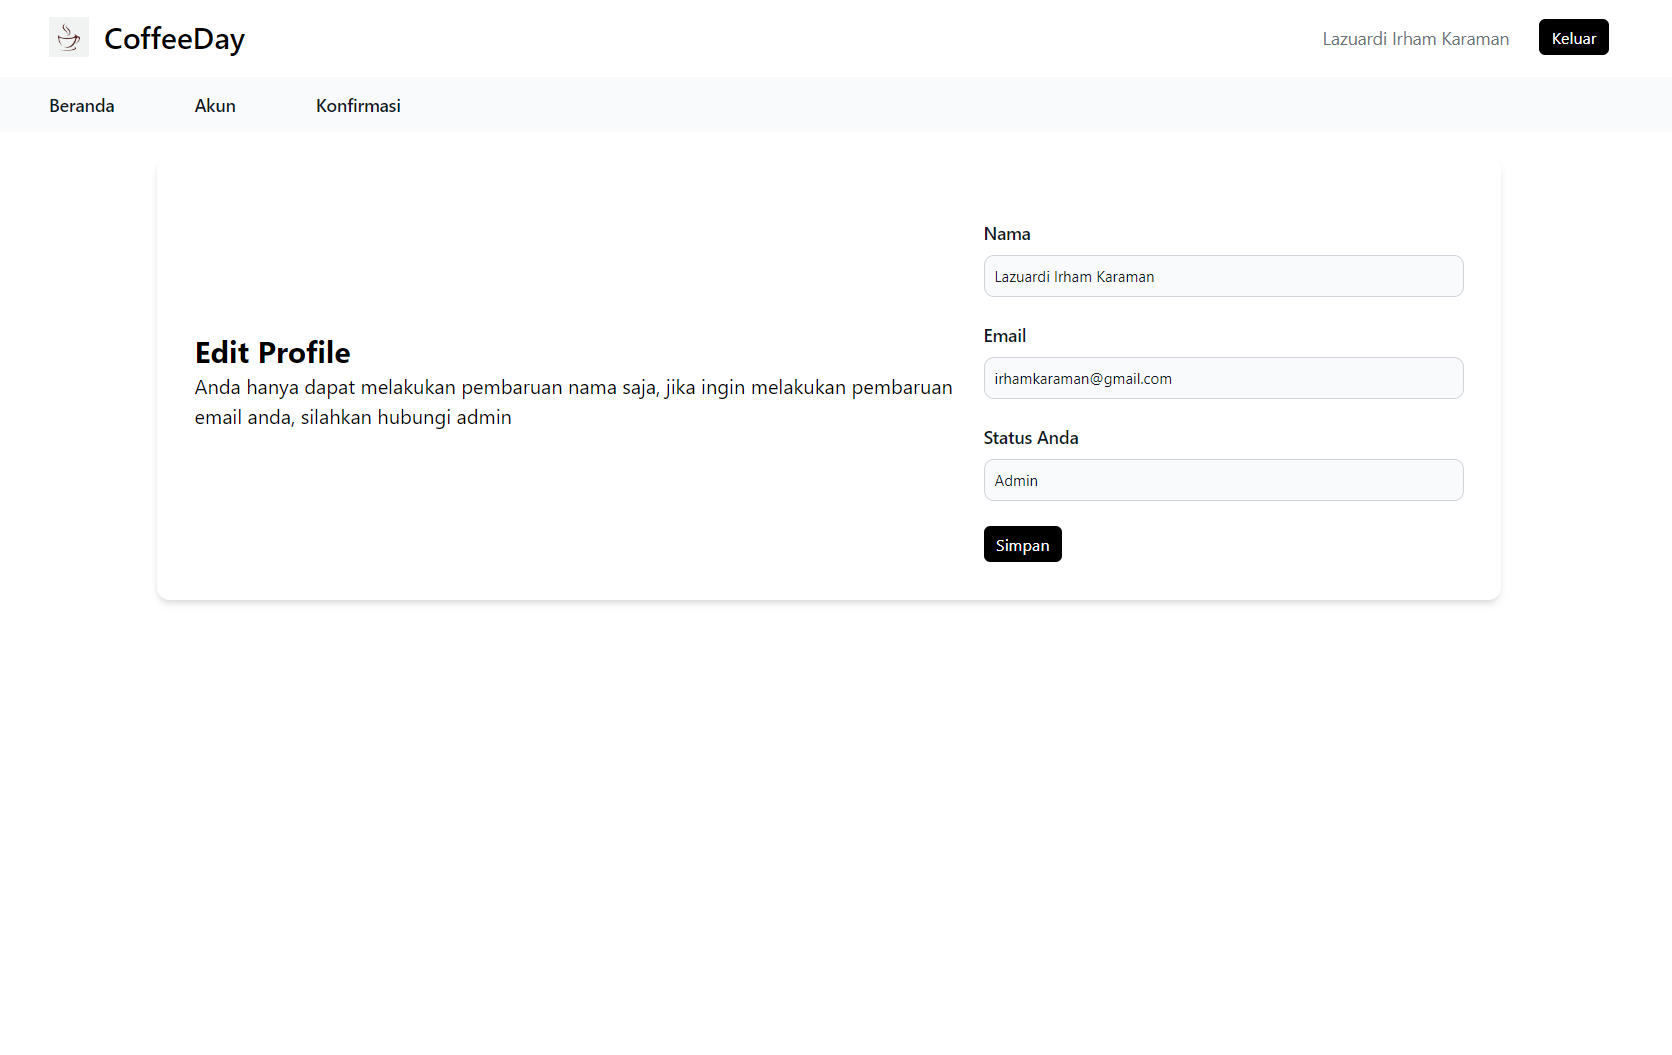 CoffeeDay
Lazuardi Irham Karaman
Keluar
Beranda
Akun
Konfirmasi
Edit Profile
Anda hanya dapat melakukan pembaruan nama saja, jika ingin melakukan pembaruan
email anda, silahkan hubungi admin
Nama
Lazuardi Irham Karaman
Email
irhamkaraman@gmail.com
Status Anda
Admin
Simpan